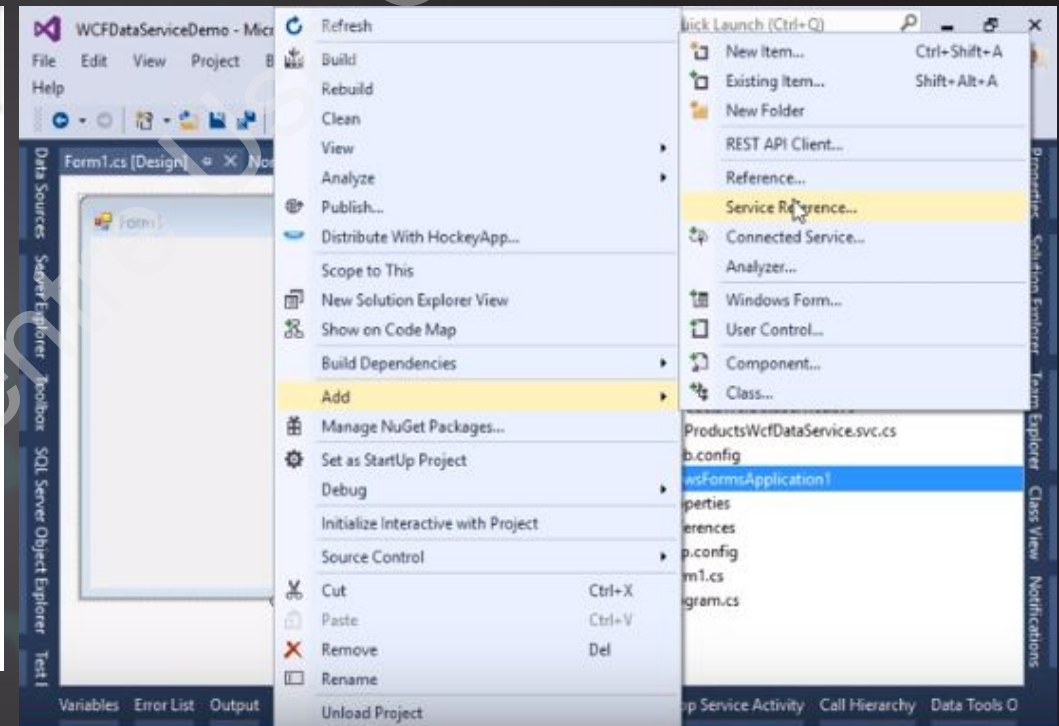 WCFDataServiceDemo - Micr
Quick Launch (Ctrl+Q)
File Edit View Project B
Help
Form1.cs [Design]
Form1
Data Sources
Server Explorer
Toolbox
SQL Server Object Explorer
Test
Refresh
Build
Rebuild
Clean
View
Analyze
Publish...
Distribute With HockeyApp...
Scope to This
New Solution Explorer View
Show on Code Map
Build Dependencies
Add
Manage NuGet Packages...
Set as StartUp Project
Debug
Initialize Interactive with Project
Source Control
Cut Ctrl+X
Paste Ctrl+V
Remove Del
Rename
Unload Project
New Item... Ctrl+Shift+A
Existing Item... Shift+Alt+A
New Folder
REST API Client...
Reference...
Service Reference...
Connected Service...
Analyzer...
Windows Form...
User Control...
Component...
Class...
ProductsWcfDataService.svc.cs
b.config
wsFormsApplication1
perties
erences
p.config
m1.cs
gram.cs
Properties
Solution Explorer
Team Explorer
Class View
Notifications
Variables Error List Output
pp Service Activity Call Hierarchy Data Tools O